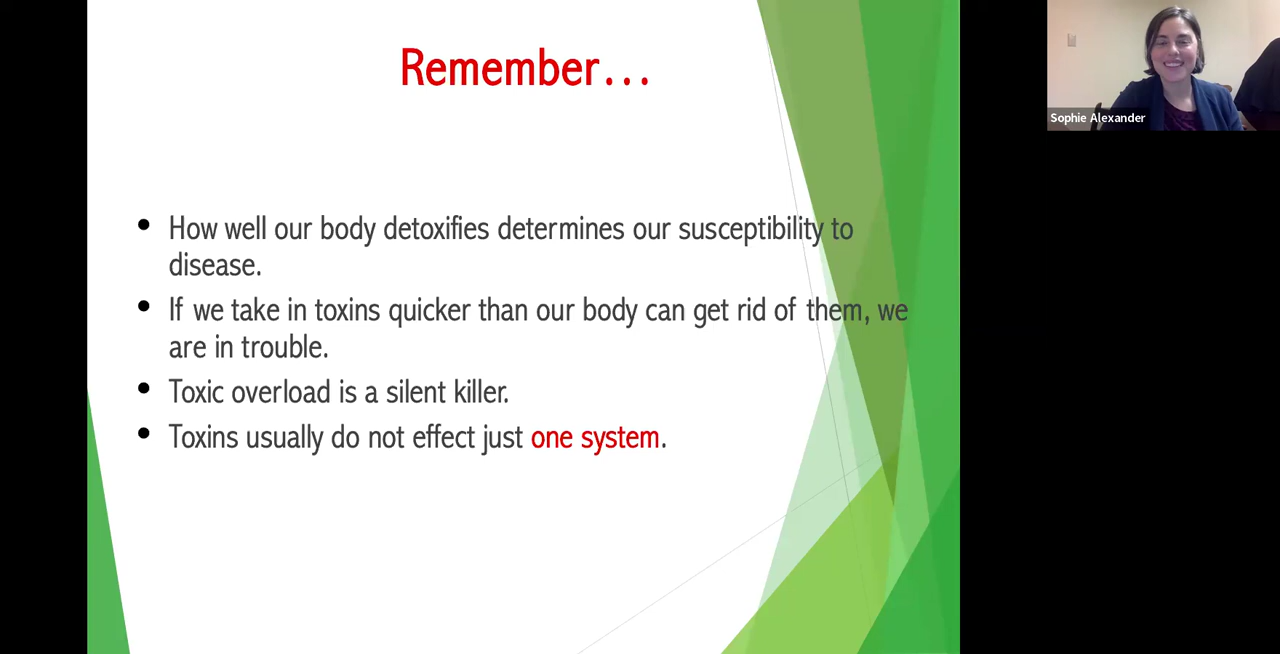 Remember...
Sophie Alexander
• How well our body detoxifies determines our susceptibility to
disease.
• If we take in toxins quicker than our body can get rid of them, we
are in trouble.
• Toxic overload is a silent killer.
• Toxins usually do not effect just one system.